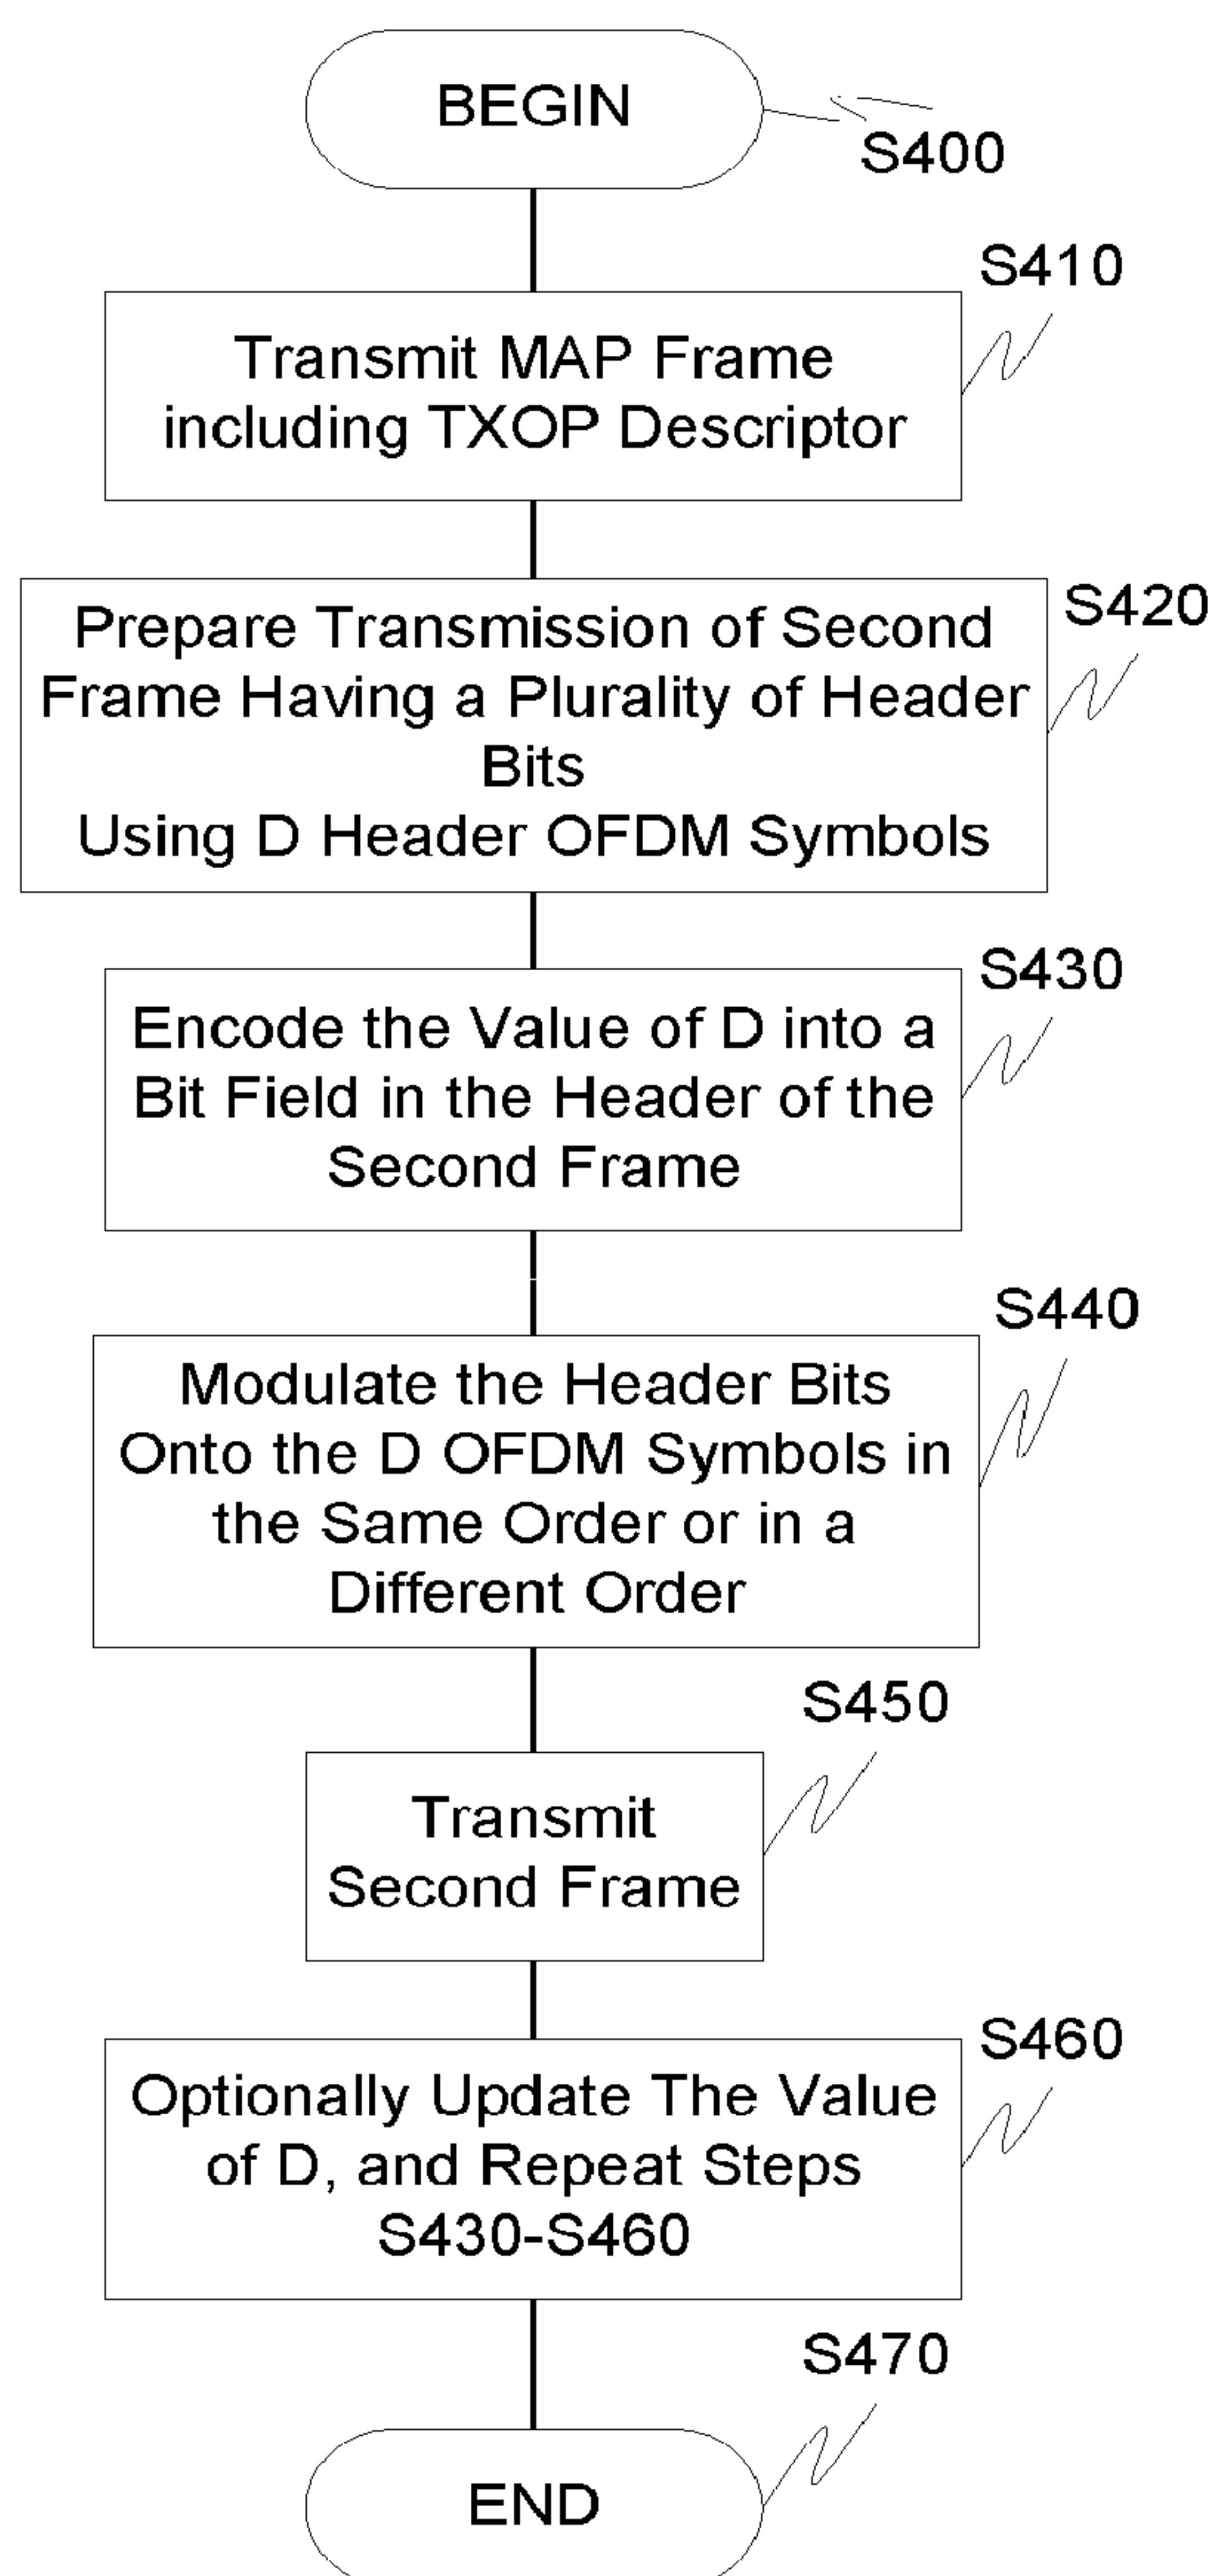 BEGIN
S400
S410
Transmit MAP Frame
including TXOP Descriptor
S420
Prepare Transmission of Second
Frame Having a Plurality of Header
Bits
Using D Header OFDM Symbols
S430
Encode the Value of D into a
Bit Field in the Header of the
Second Frame
S440
Modulate the Header Bits
Onto the D OFDM Symbols in
the Same Order or in a
Different Order
S450
Transmit
Second Frame
S460
Optionally Update The Value
of D, and Repeat Steps
S430-S460
S470
END